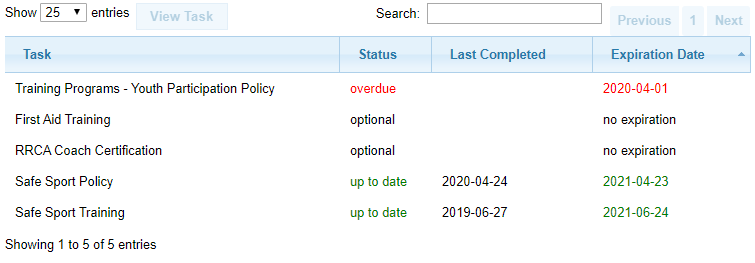 Show 25 entries View Task Search: Previous 1 Next
Task Status Last Completed Expiration Date
Training Programs - Youth Participation Policy overdue 2020-04-01
First Aid Training optional no expiration
RRCA Coach Certification optional no expiration
Safe Sport Policy up to date 2020-04-24 2021-04-23
Safe Sport Training up to date 2019-06-27 2021-06-24
Showing 1 to 5 of 5 entries